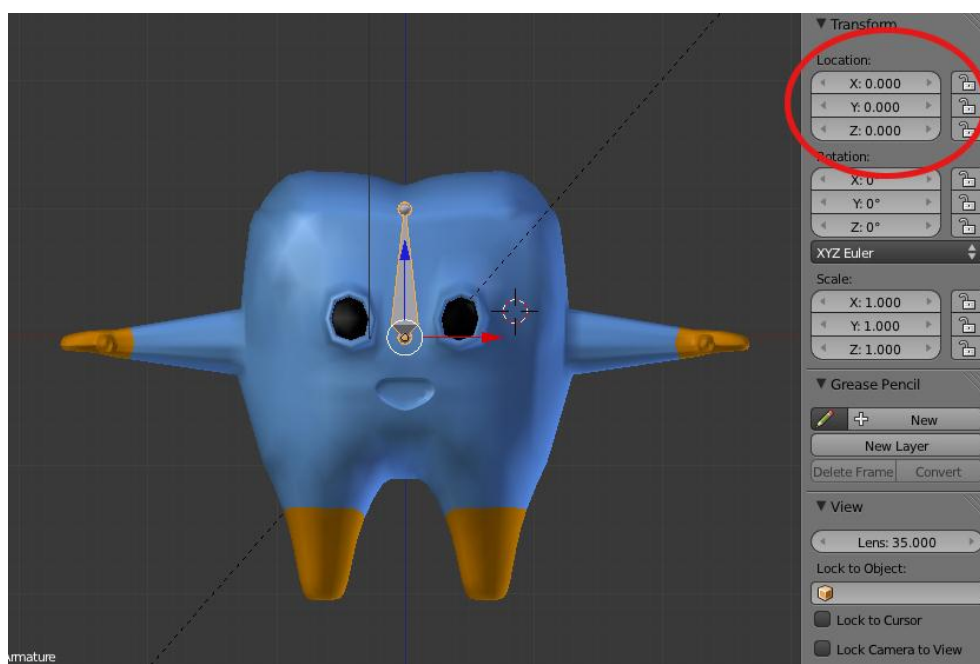 Transform
Location:
X: 0.000
Y: 0.000
Z: 0.000
Rotation:
X: 0°
Y: 0°
Z: 0°
XYZ Euler
Scale:
X: 1.000
Y: 1.000
Z: 1.000
Grease Pencil
New
New Layer
Delete Frame Convert
View
Lens: 35.000
Lock to Object:
Lock to Cursor
Lock Camera to View
Armature